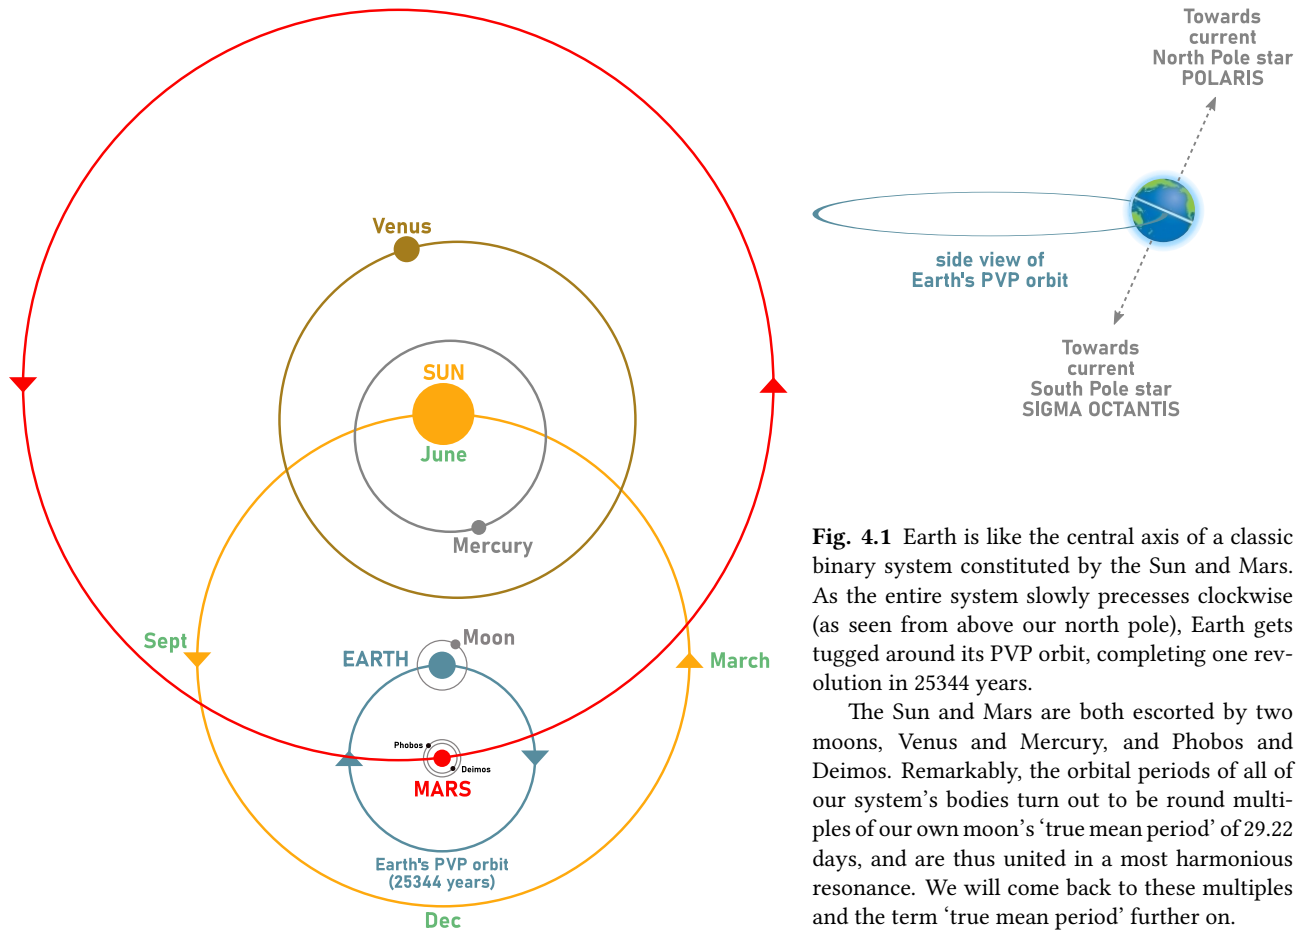 Venus
SUN
June
Mercury
Sept
Moon
EARTH
March
Phobos
Deimos
MARS
Earth's PVP orbit
(25344 years)
Dec
Towards
current
North Pole star
POLARIS
side view of
Earth's PVP orbit
Towards
current
South Pole star
SIGMA OCTANTIS
Fig. 4.1 Earth is like the central axis of a classic
binary system constituted by the Sun and Mars.
As the entire system slowly precesses clockwise
(as seen from above our north pole), Earth gets
tugged around its PVP orbit, completing one rev-
olution in 25344 years.
The Sun and Mars are both escorted by two
moons, Venus and Mercury, and Phobos and
Deimos. Remarkably, the orbital periods of all of
our system’s bodies turn out to be round multi-
ples of our own moon’s ‘true mean period’ of 29.22
days, and are thus united in a most harmonious
resonance. We will come back to these multiples
and the term ‘true mean period’ further on.